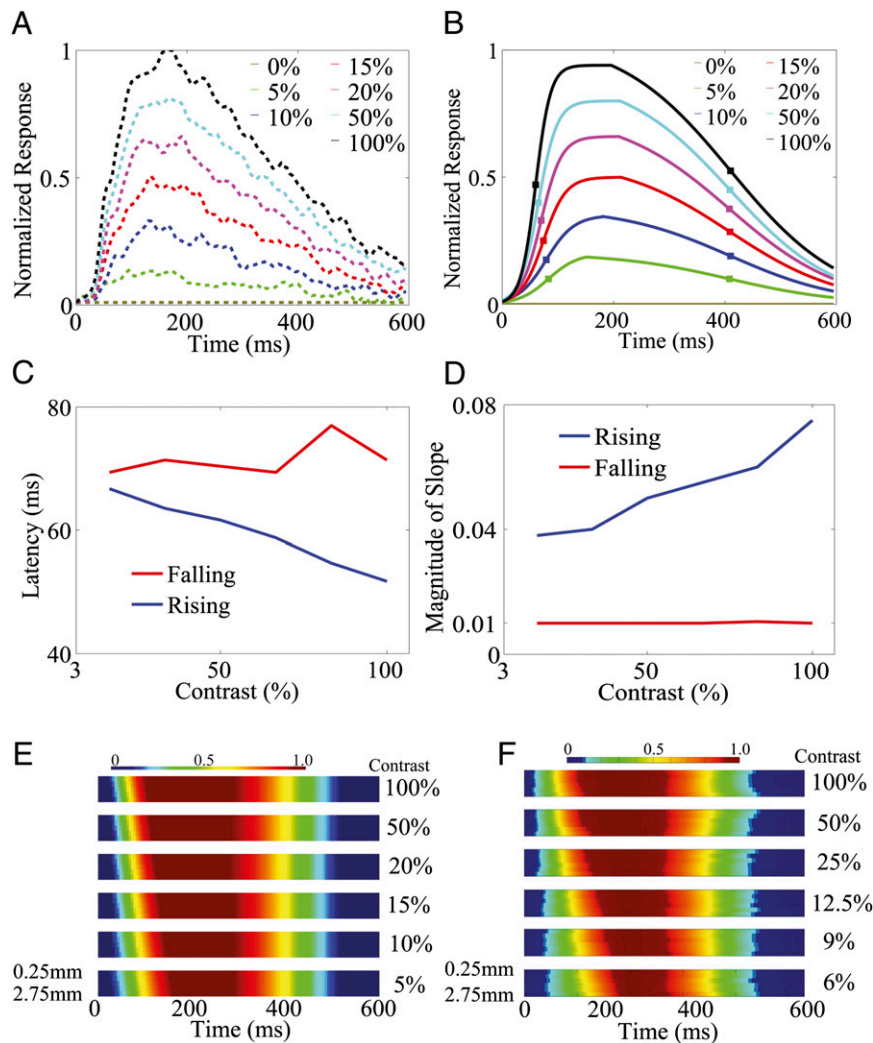 A
B
1
0.5
0
Normalized Response
0%
5%
10%
15%
20%
50%
100%
0
200
400
600
Time (ms)
1
0.5
0
Normalized Response
0%
5%
10%
15%
20%
50%
100%
0
200
400
600
Time (ms)
C
D
80
60
40
Latency (ms)
Falling
Rising
3
50
100
Contrast (%)
0.08
0.04
0.01
0
Magnitude of Slope
Rising
Falling
3
50
100
Contrast (%)
E
F
0
0.5
1.0
Contrast
100%
50%
20%
15%
10%
5%
0.25mm
2.75mm
0
200
400
600
Time (ms)
0
0.5
1.0
Contrast
100%
50%
25%
12.5%
9%
6%
0.25mm
2.75mm
0
200
400
600
Time (ms)